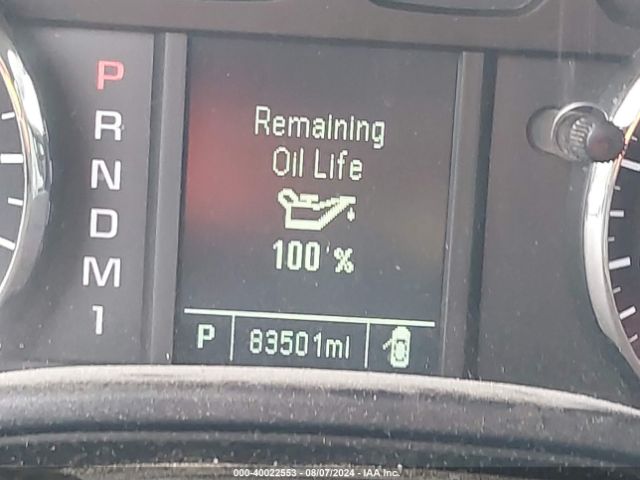 P
R
N
D
M
1
Remaining
Oil Life
100 %
P 83501mi
000-40022553 - 08/07/2024 - IAA Inc.